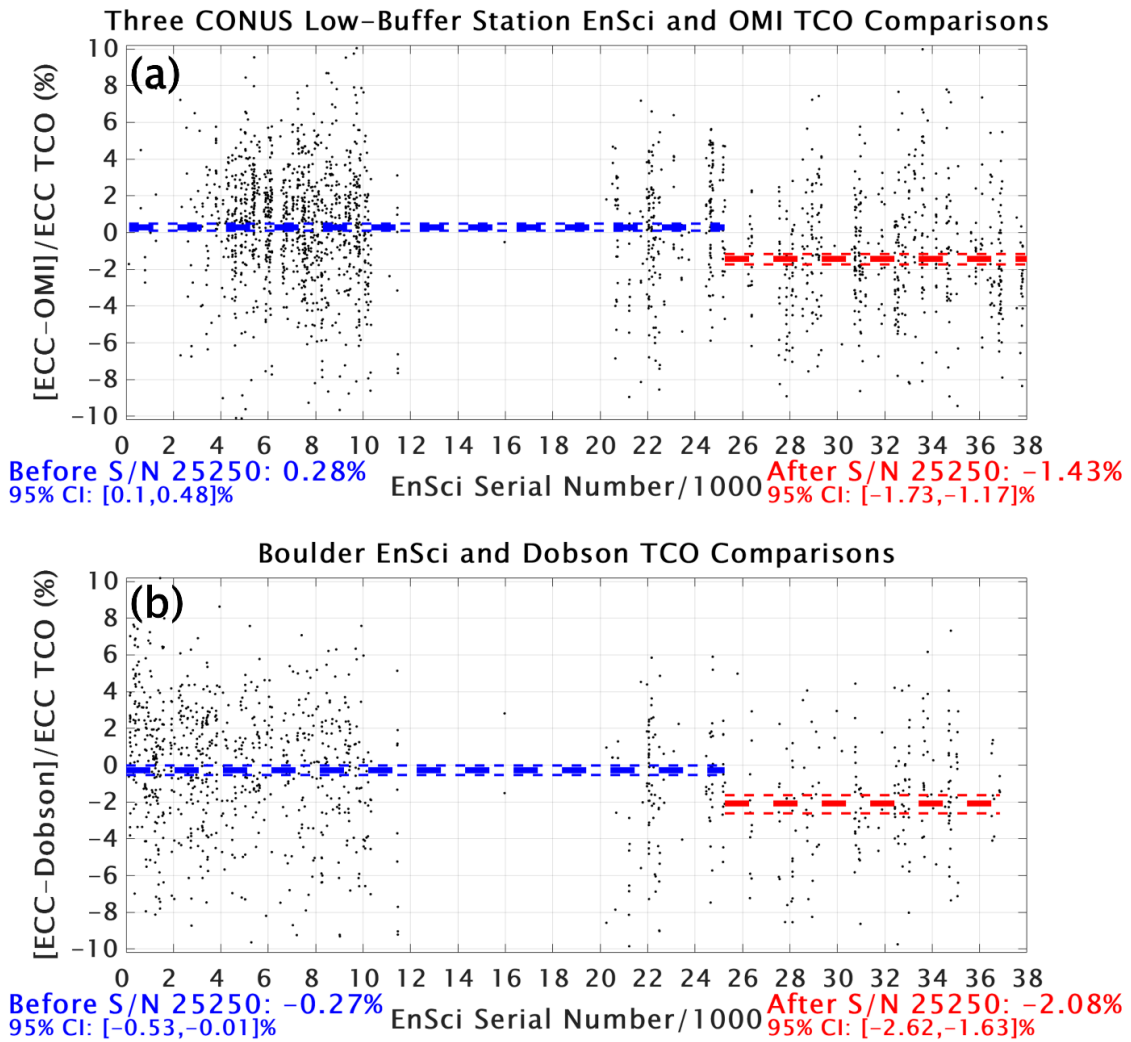 Three CONUS Low-Buffer Station EnSci and OMI TCO Comparisons
(a)
[ECC-OMI]/ECC TCO (%)
10
8
6
4
2
0
-2
-4
-6
-8
-10
0 2 4 6 8 10 12 14 16 18 20 22 24 26 28 30 32 34 36 38
EnSci Serial Number/1000
Before S/N 25250: 0.28%
95% CI: [0.1,0.48]%
After S/N 25250: -1.43%
95% CI: [-1.73,-1.17]%
Boulder EnSci and Dobson TCO Comparisons
(b)
[ECC-Dobson]/ECC TCO (%)
10
8
6
4
2
0
-2
-4
-6
-8
-10
0 2 4 6 8 10 12 14 16 18 20 22 24 26 28 30 32 34 36 38
EnSci Serial Number/1000
Before S/N 25250: -0.27%
95% CI: [-0.53,-0.01]%
After S/N 25250: -2.08%
95% CI: [-2.62,-1.63]%